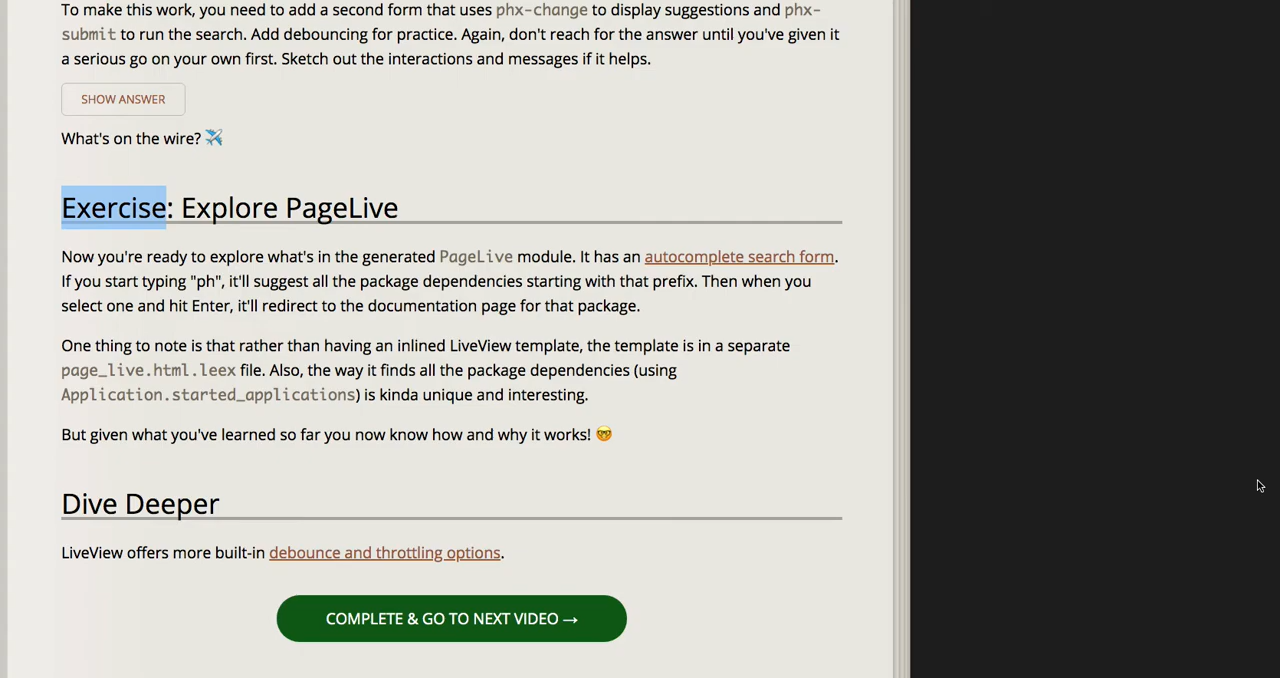 To make this work, you need to add a second form that uses phx-change to display suggestions and phx-
submit to run the search. Add debouncing for practice. Again, don't reach for the answer until you've given it
a serious go on your own first. Sketch out the interactions and messages if it helps.
SHOW ANSWER
What's on the wire? ✈️
Exercise: Explore PageLive
Now you're ready to explore what's in the generated PageLive module. It has an autocomplete search form.
If you start typing "ph", it'll suggest all the package dependencies starting with that prefix. Then when you
select one and hit Enter, it'll redirect to the documentation page for that package.
One thing to note is that rather than having an inlined LiveView template, the template is in a separate
page_live.html.leex file. Also, the way it finds all the package dependencies (using
Application.started_applications) is kinda unique and interesting.
But given what you've learned so far you now know how and why it works! 🤓
Dive Deeper
LiveView offers more built-in debounce and throttling options.
COMPLETE & GO TO NEXT VIDEO →